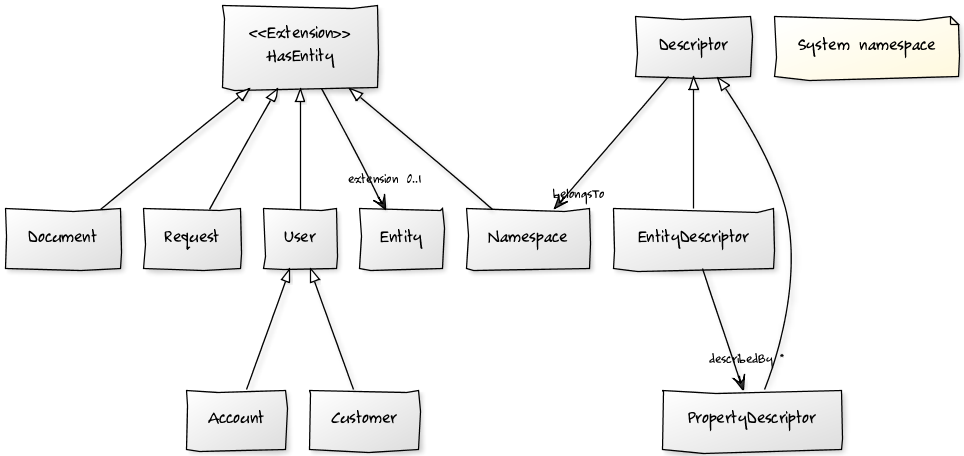 <<Extension>>
HasEntity
Descriptor
System namespace
extension 0..1
belongsTo
Document
Request
User
Entity
Namespace
EntityDescriptor
describedBy *
Account
Customer
PropertyDescriptor